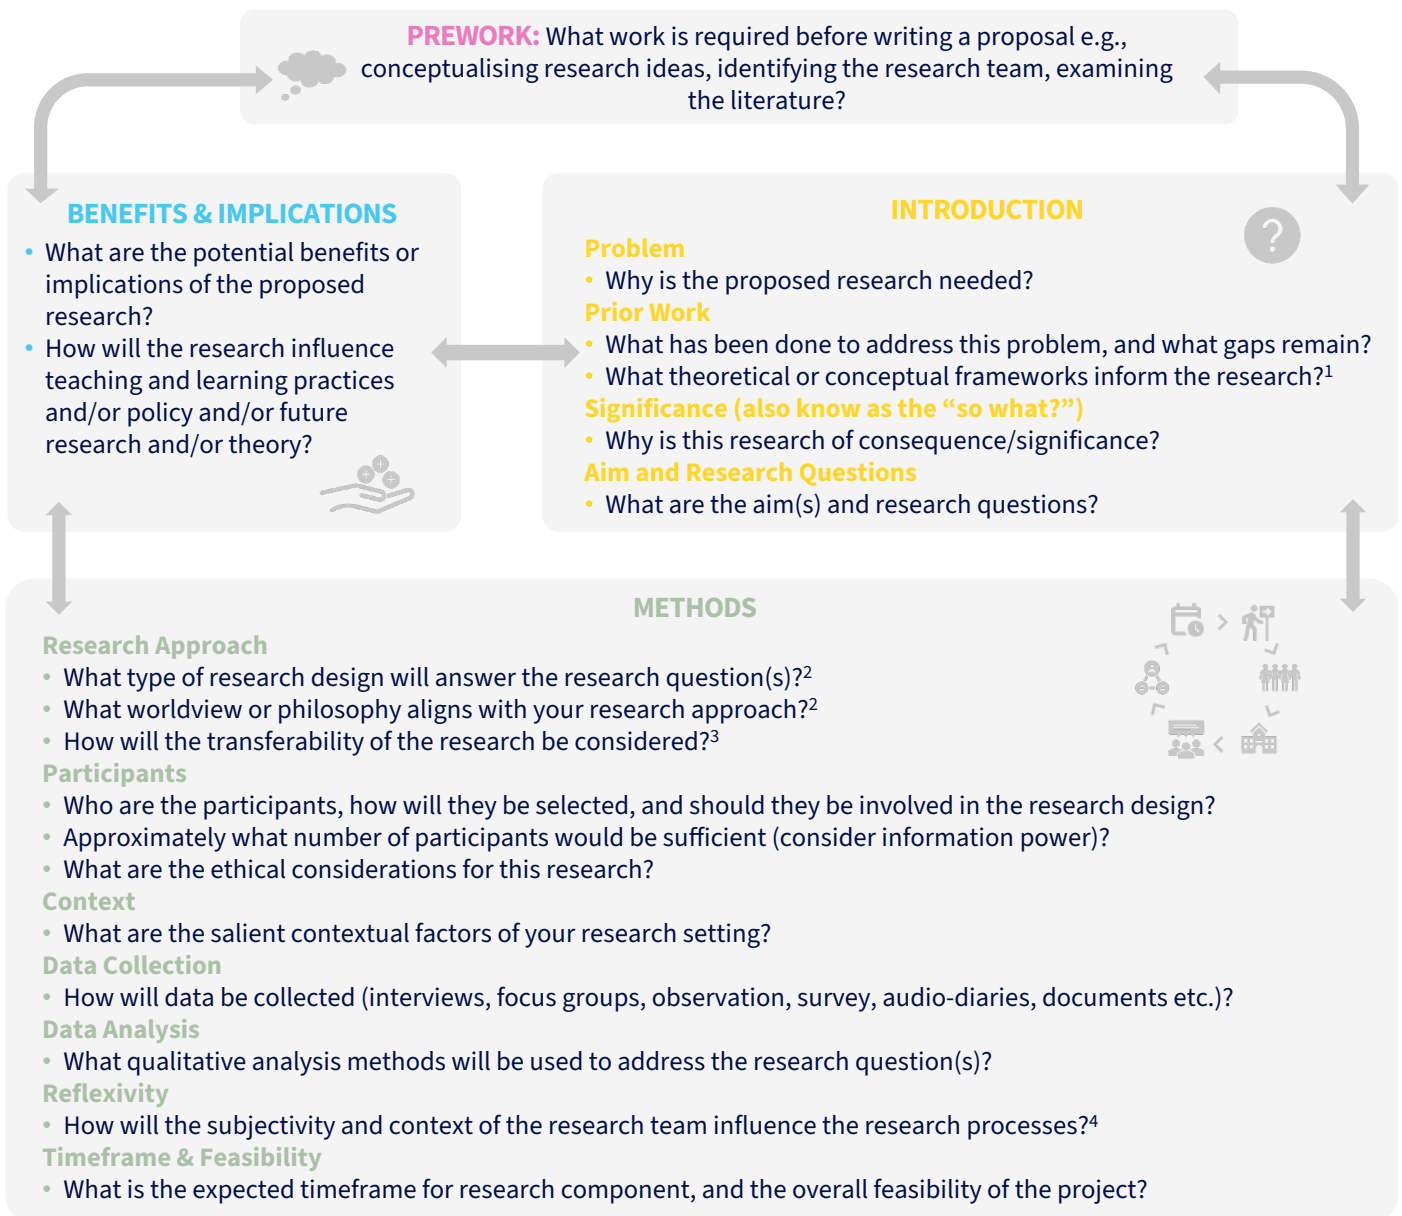 PREWORK: What work is required before writing a proposal e.g.,
conceptualising research ideas, identifying the research team, examining
the literature?
BENEFITS & IMPLICATIONS
• What are the potential benefits or
implications of the proposed
research?
• How will the research influence
teaching and learning practices
and/or policy and/or future
research and/or theory?
INTRODUCTION
?
Problem
• Why is the proposed research needed?
Prior Work
• What has been done to address this problem, and what gaps remain?
• What theoretical or conceptual frameworks inform the research?¹
Significance (also know as the “so what?”)
• Why is this research of consequence/significance?
Aim and Research Questions
• What are the aim(s) and research questions?
METHODS
Research Approach
• What type of research design will answer the research question(s)?²
• What worldview or philosophy aligns with your research approach?²
• How will the transferability of the research be considered?³
Participants
• Who are the participants, how will they be selected, and should they be involved in the research design?
• Approximately what number of participants would be sufficient (consider information power)?
• What are the ethical considerations for this research?
Context
• What are the salient contextual factors of your research setting?
Data Collection
• How will data be collected (interviews, focus groups, observation, survey, audio-diaries, documents etc.)?
Data Analysis
• What qualitative analysis methods will be used to address the research question(s)?
Reflexivity
• How will the subjectivity and context of the research team influence the research processes?⁴
Timeframe & Feasibility
• What is the expected timeframe for research component, and the overall feasibility of the project?